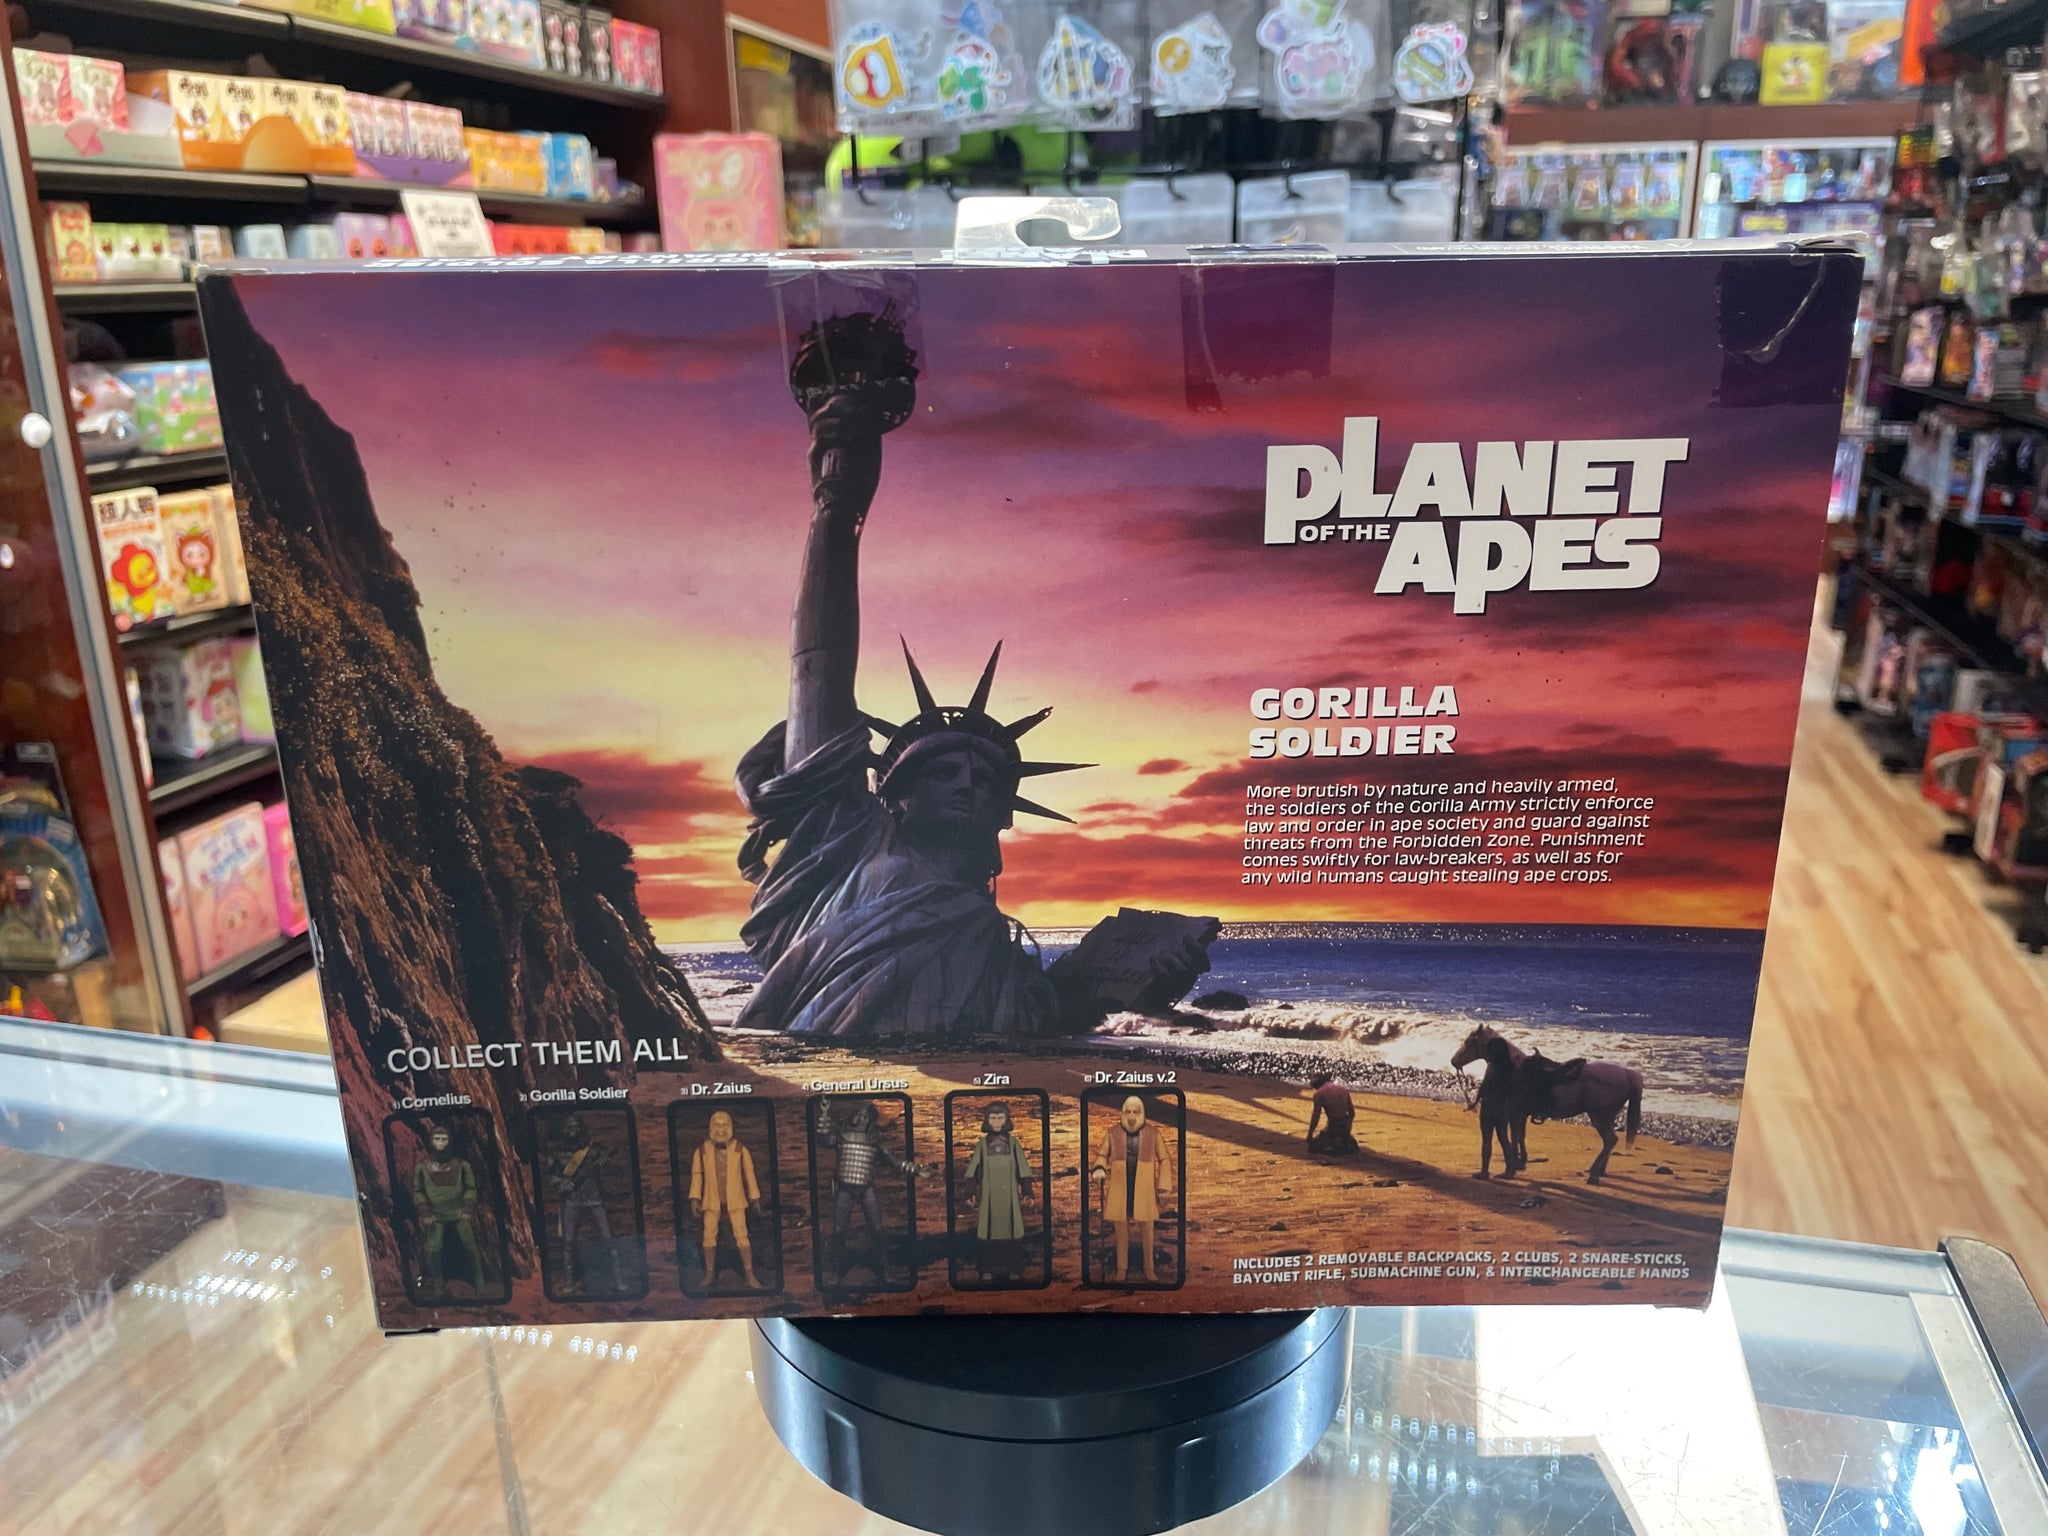 PLANET
OF THE
APES
GORILLA
SOLDIER
More brutish by nature and heavily armed,
the soldiers of the Gorilla Army strictly enforce
law and order in ape society and guard against
threats from the Forbidden Zone. Punishment
comes swiftly for law-breakers, as well as for
any wild humans caught stealing ape crops.
COLLECT THEM ALL
1) Cornelius
2) Gorilla Soldier
3) Dr. Zaius
4) General Ursus
5) Zira
6) Dr. Zaius v.2
INCLUDES 2 REMOVABLE BACKPACKS, 2 CLUBS, 2 SNARE-STICKS,
BAYONET RIFLE, SUBMACHINE GUN, & INTERCHANGEABLE HANDS